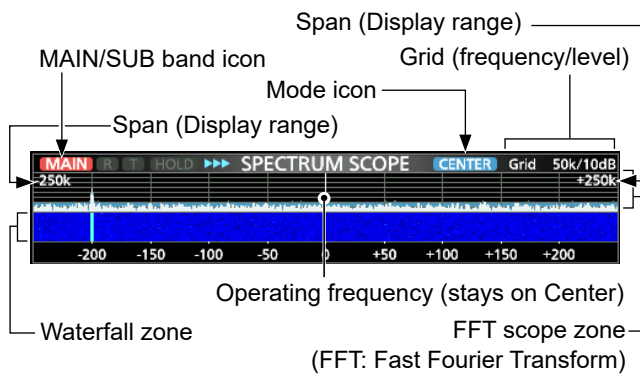 Span (Display range)
MAIN/SUB band icon
Grid (frequency/level)
Mode icon
Span (Display range)
MAIN R T HOLD SPECTRUM SCOPE CENTER Grid 50k/10dB
-250k +250k
-200 -150 -100 -50 0 +50 +100 +150 +200
Operating frequency (stays on Center)
Waterfall zone
FFT scope zone
(FFT: Fast Fourier Transform)